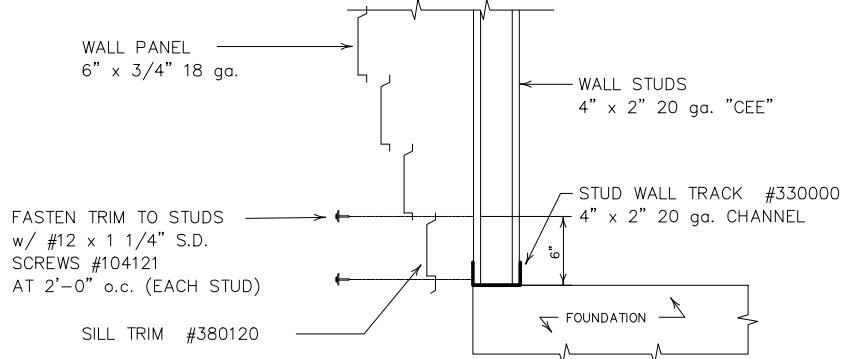 WALL PANEL
6" x 3/4" 18 ga.
WALL STUDS
4" x 2" 20 ga. "CEE"
STUD WALL TRACK #330000
4" x 2" 20 ga. CHANNEL
FASTEN TRIM TO STUDS
w/ #12 x 1 1/4" S.D.
SCREWS #104121
AT 2'-0" o.c. (EACH STUD)
6"
SILL TRIM #380120
FOUNDATION